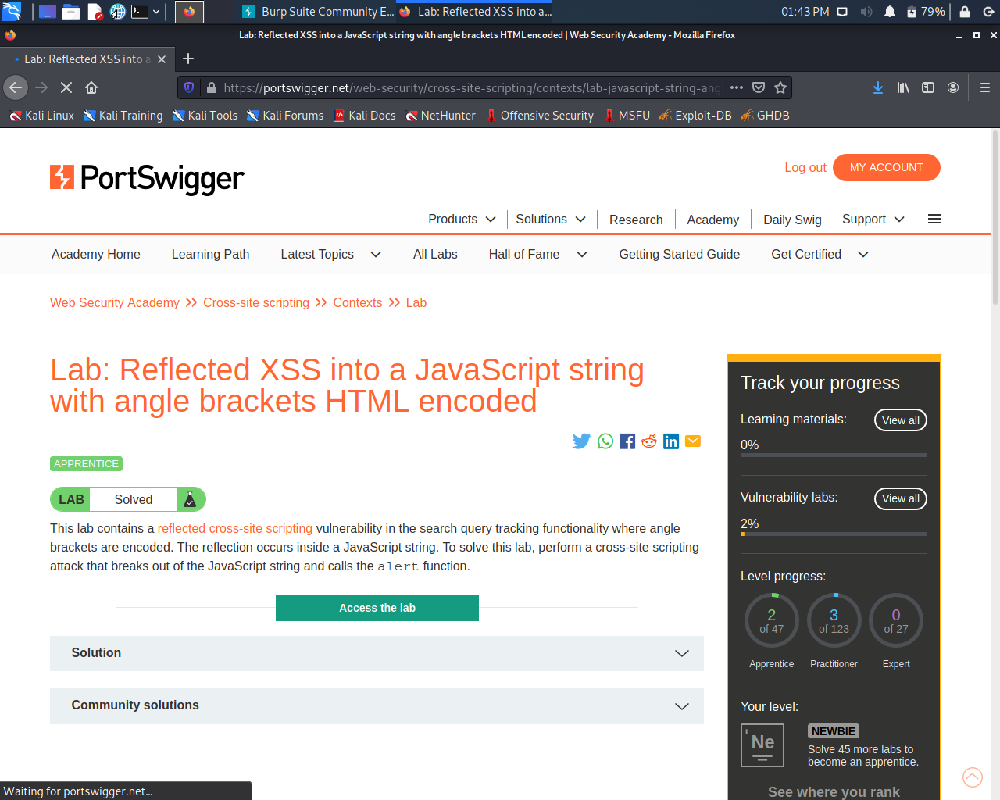 Burp Suite Community E...
Lab: Reflected XSS into a...
01:43 PM
79%
Lab: Reflected XSS into a JavaScript string with angle brackets HTML encoded | Web Security Academy - Mozilla Firefox
Lab: Reflected XSS into a
https://portswigger.net/web-security/cross-site-scripting/contexts/lab-javascript-string-ang
Kali Linux
Kali Training
Kali Tools
Kali Forums
Kali Docs
NetHunter
Offensive Security
MSFU
Exploit-DB
GHDB
PortSwigger
Log out
MY ACCOUNT
Products
Solutions
Research
Academy
Daily Swig
Support
Academy Home
Learning Path
Latest Topics
All Labs
Hall of Fame
Getting Started Guide
Get Certified
Web Security Academy >> Cross-site scripting >> Contexts >> Lab
Lab: Reflected XSS into a JavaScript string
with angle brackets HTML encoded
APPRENTICE
LAB Solved
This lab contains a reflected cross-site scripting vulnerability in the search query tracking functionality where angle
brackets are encoded. The reflection occurs inside a JavaScript string. To solve this lab, perform a cross-site scripting
attack that breaks out of the JavaScript string and calls the alert function.
Access the lab
Solution
Community solutions
Track your progress
Learning materials:
View all
0%
Vulnerability labs:
View all
2%
Level progress:
2
of 47
3
of 123
0
of 27
Apprentice
Practitioner
Expert
Your level:
Ne
NEWBIE
Solve 45 more labs to
become an apprentice.
See where you rank
Waiting for portswigger.net...